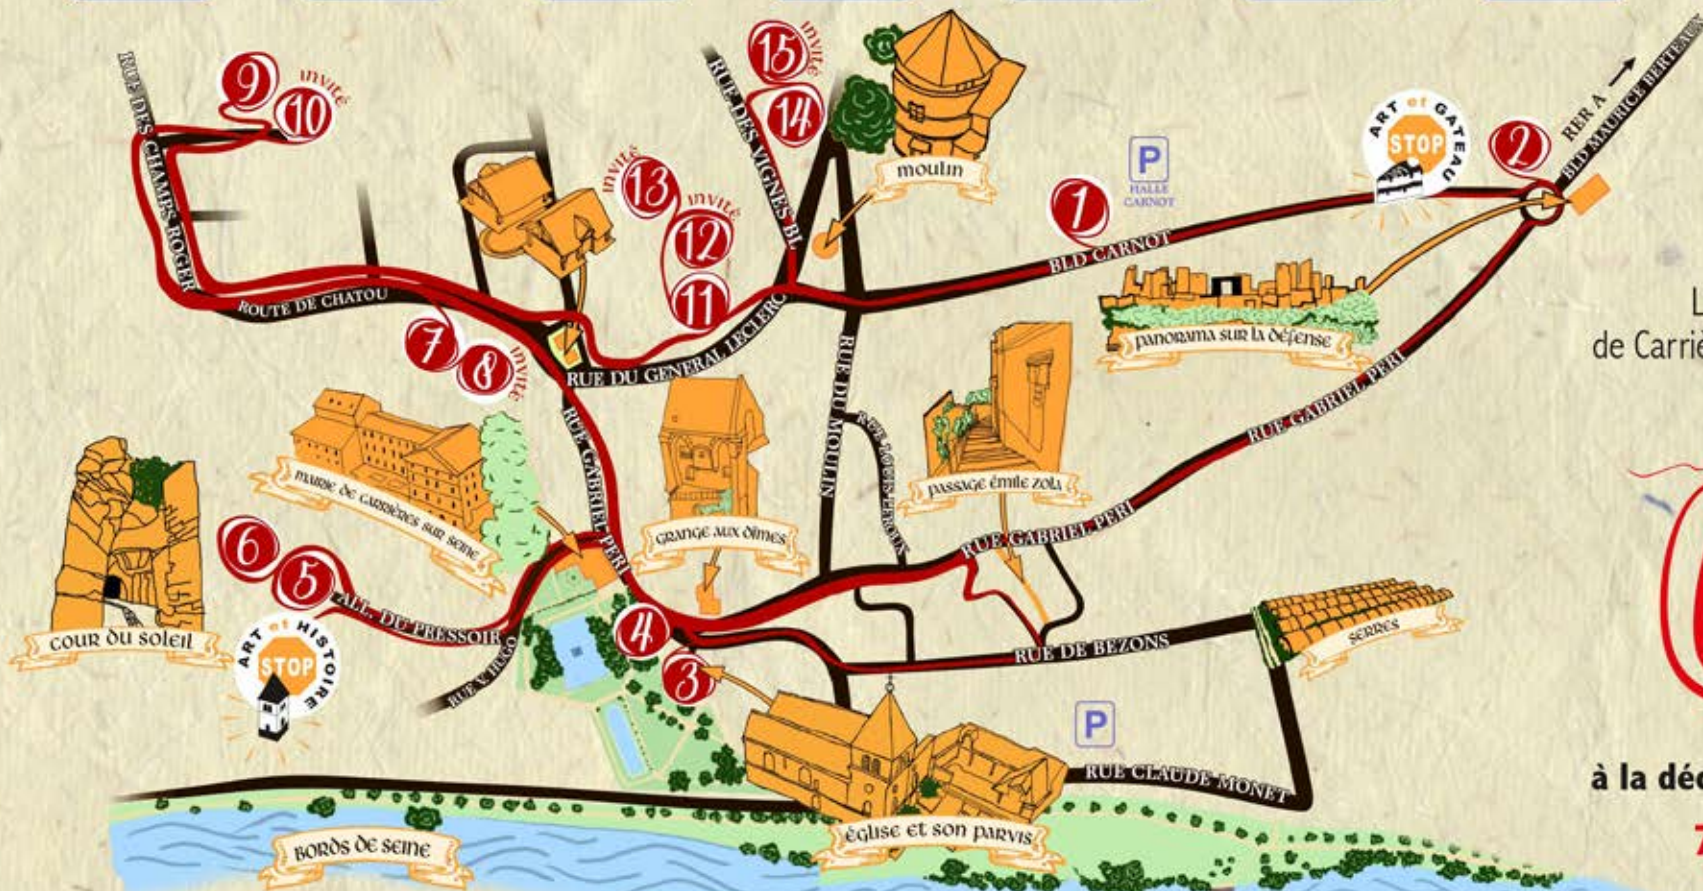 RUE DES CHAMPS ROGER
9
invité
10
ROUTE DE CHATOU
RUE DES VIGNES BL
15
invité
14
moulin
invité
13
invité
12
11
P
HALLE
CARNOT
1
BLD CARNOT
ART et GATEAU
STOP
2
RER A
BLD MAURICE BERTEAUX
PANORAMA SUR LA DÉFENSE
L
de Carriè
7
8
invité
RUE DU GENERAL LECLERC
RUE GABRIEL PERI
RUE DU MOULIN
RUE GABRIEL PERI
MAIRIE DE CARRIÈRES SUR SEINE
GRANGE AUX DÎMES
PASSAGE ÉMILE ZOLA
RUE GABRIEL PERI
6
5
ALL. DU PRESSOIR
COUR DU SOLEIL
ART et HISTOIRE
STOP
RUE V. HUGO
4
3
RUE DE BEZONS
SERRES
P
RUE CLAUDE MONET
à la déc
7
ÉGLISE ET SON PARVIS
BORDS DE SEINE